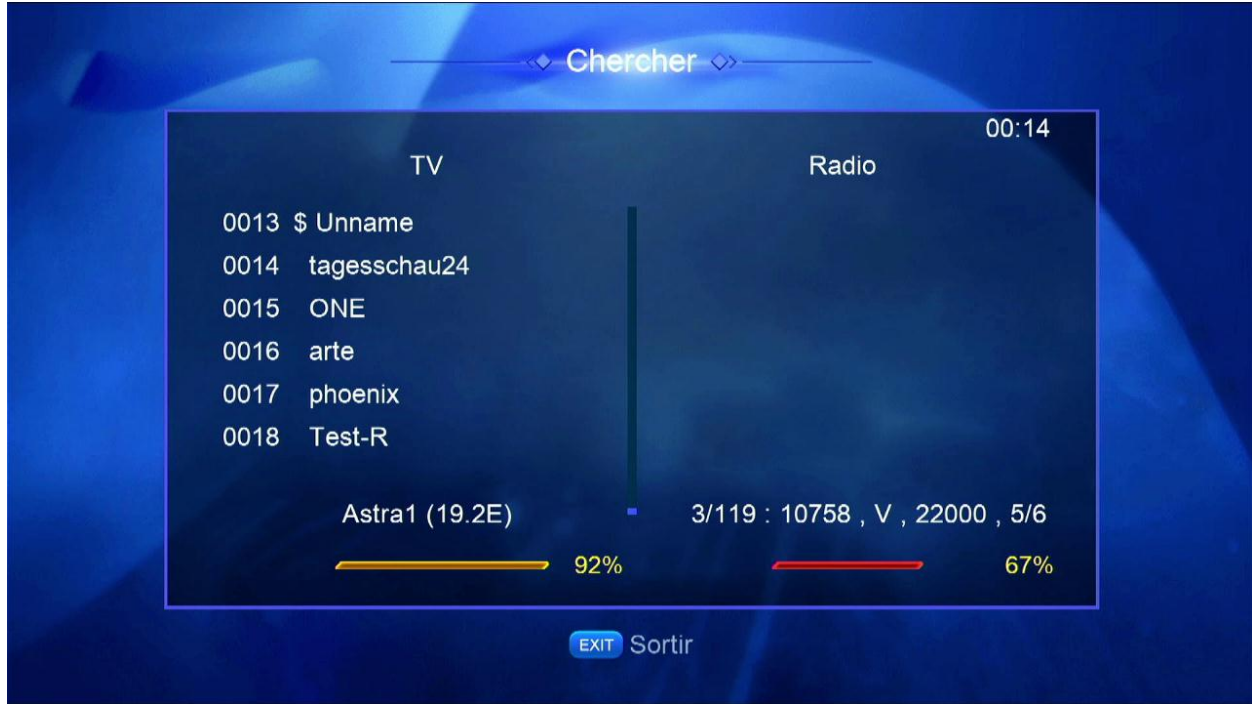 Chercher
00:14
TV
Radio
0013 $ Unname
0014 tagesschau24
0015 ONE
0016 arte
0017 phoenix
0018 Test-R
Astra1 (19.2E)
3/119 : 10758 , V , 22000 , 5/6
92%
67%
EXIT Sortir